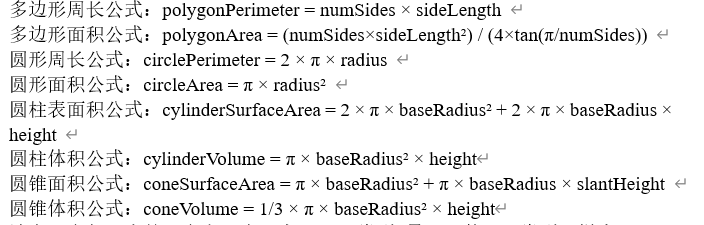 多边形周长公式：polygonPerimeter = numSides × sideLength
多边形面积公式：polygonArea = (numSides×sideLength²) / (4×tan(π/numSides))
圆形周长公式：circlePerimeter = 2 × π × radius
圆形面积公式：circleArea = π × radius²
圆柱表面积公式：cylinderSurfaceArea = 2 × π × baseRadius² + 2 × π × baseRadius ×
height
圆柱体积公式：cylinderVolume = π × baseRadius² × height
圆锥面积公式：coneSurfaceArea = π × baseRadius² + π × baseRadius × slantHeight
圆锥体积公式：coneVolume = 1/3 × π × baseRadius² × height